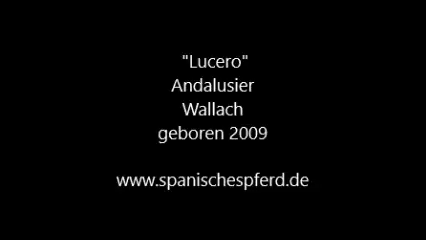 "Lucero"
Andalusier
Wallach
geboren 2009
www.spanischespferd.de